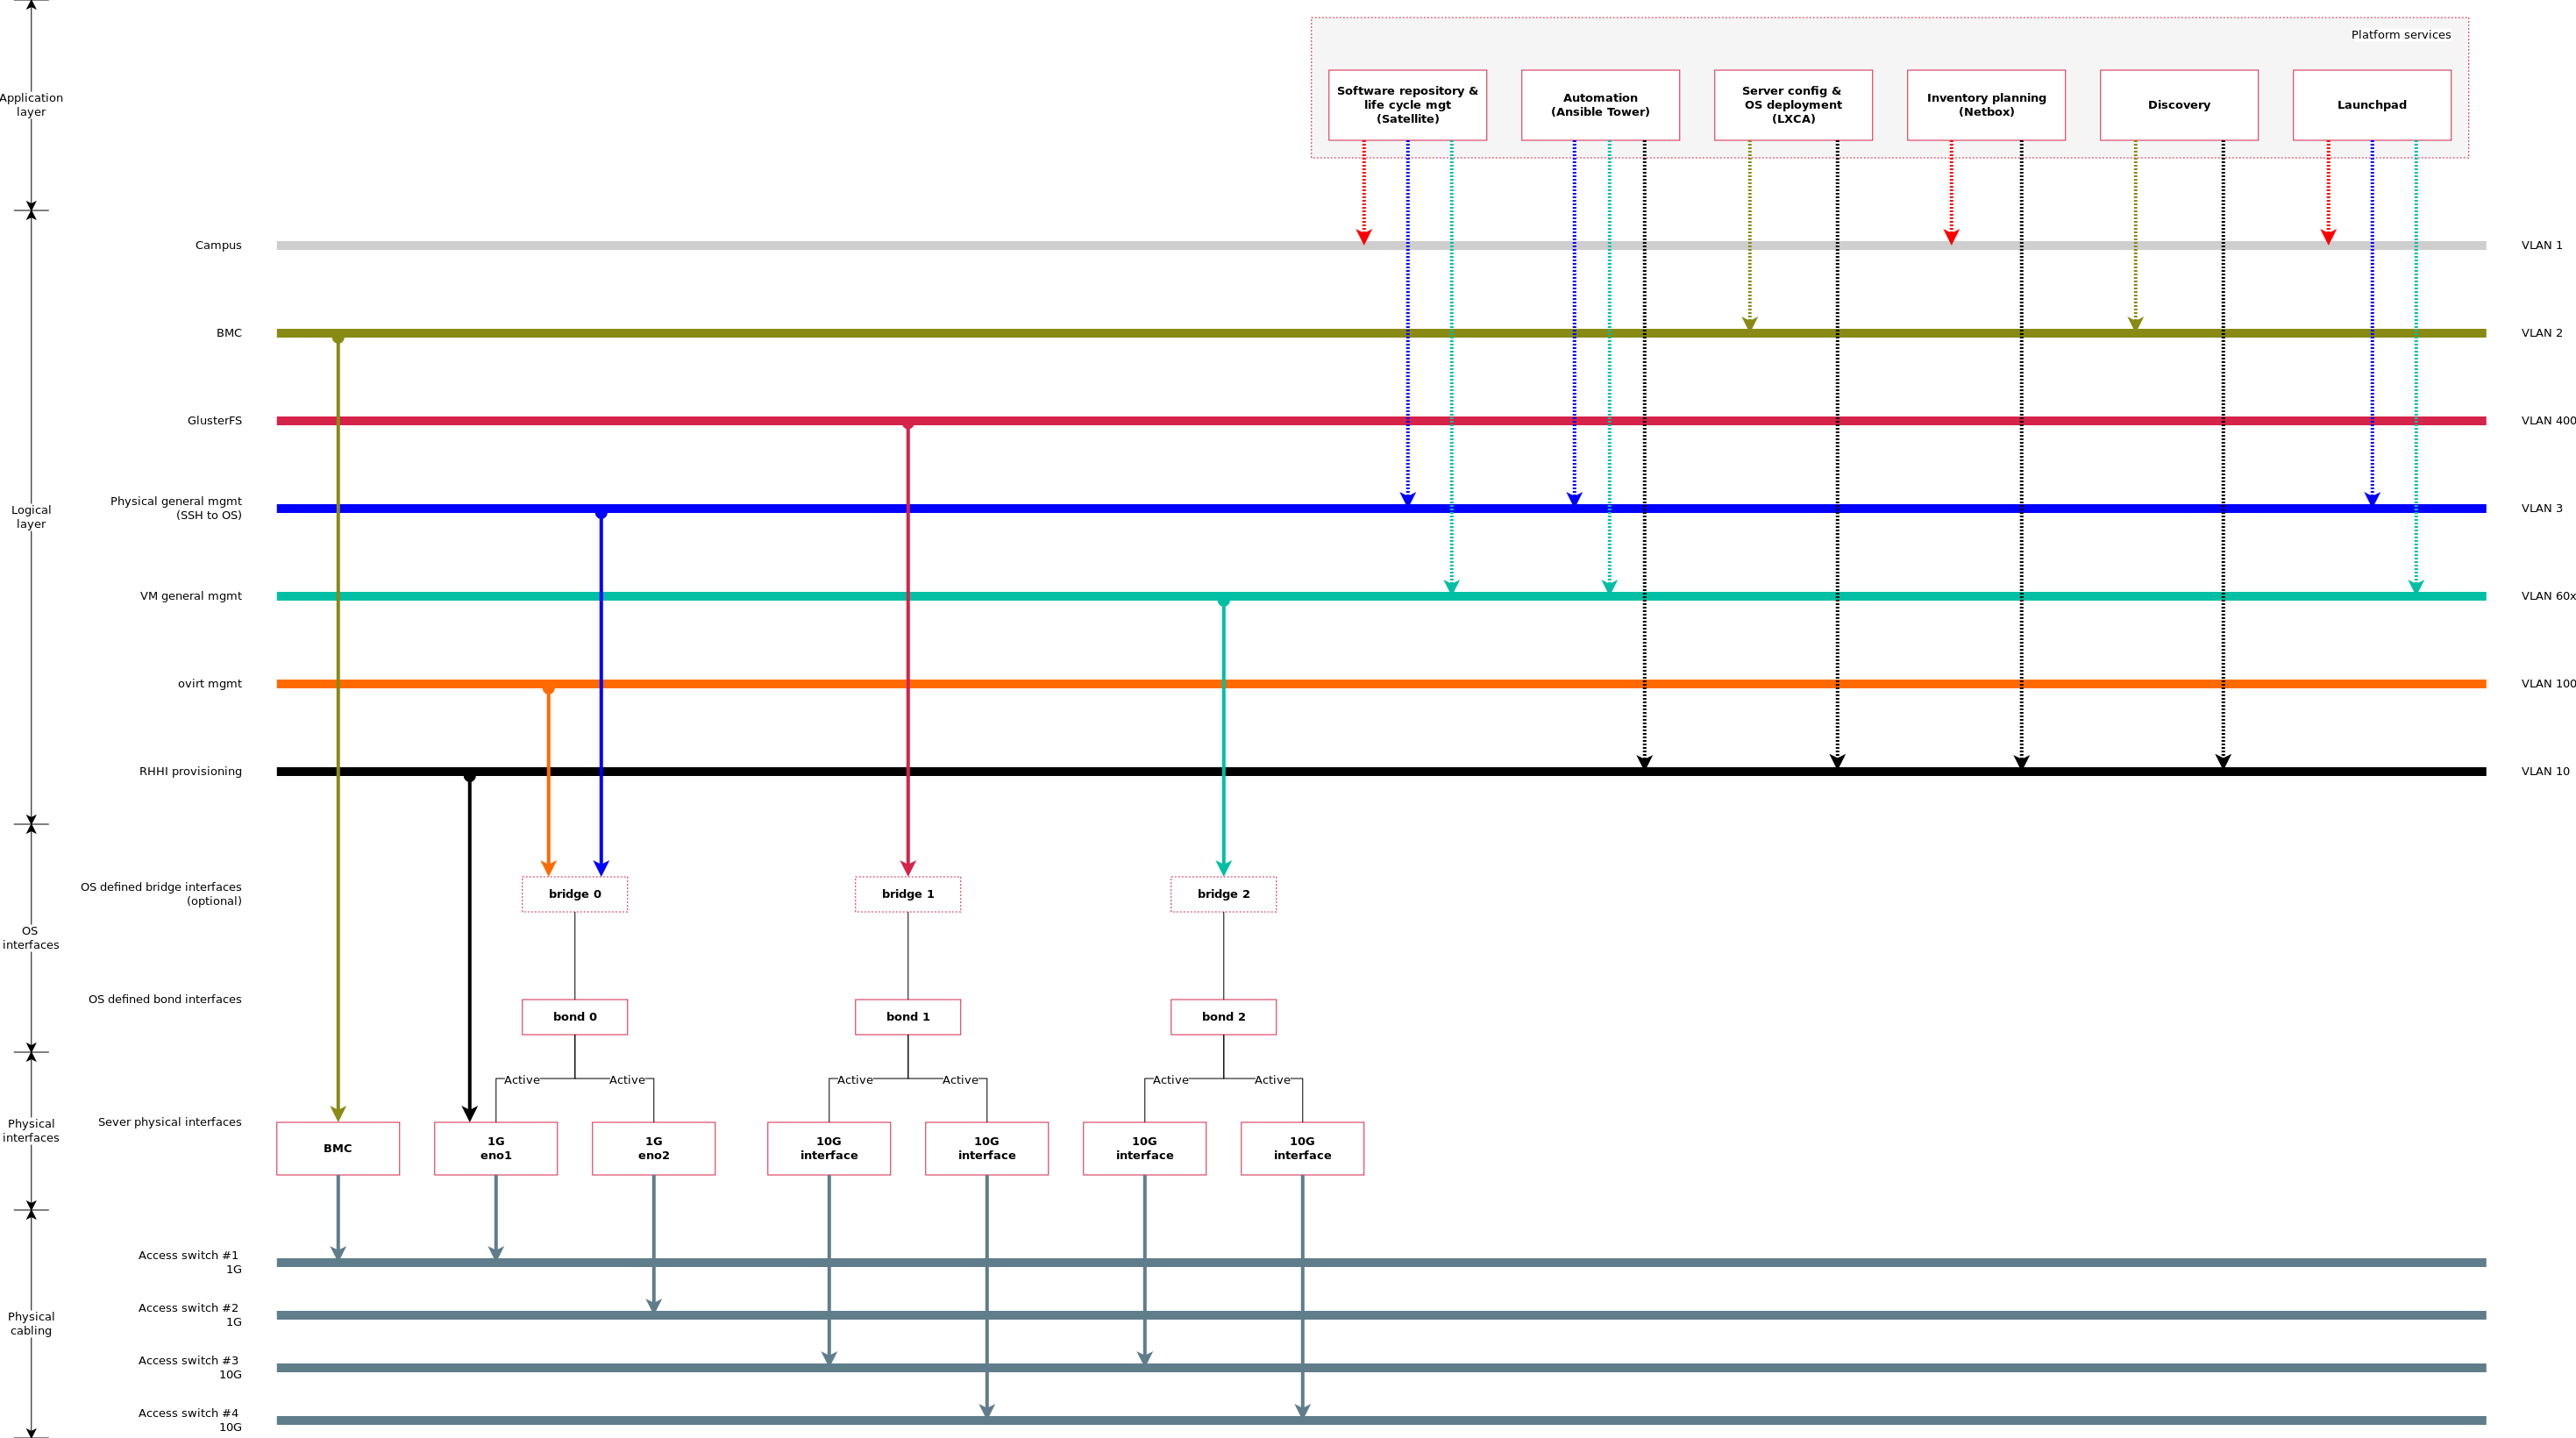 Platform services
Software repository &
life cycle mgt
(Satellite)
Automation
(Ansible Tower)
Server config &
OS deployment
(LXCA)
Inventory planning
(Netbox)
Discovery
Launchpad
Application
layer
Campus
VLAN 1
BMC
VLAN 2
GlusterFS
VLAN 400
Logical
layer
Physical general mgmt
(SSH to OS)
VLAN 3
VM general mgmt
VLAN 60x
ovirt mgmt
VLAN 100
RHHI provisioning
VLAN 10
OS
interfaces
OS defined bridge interfaces
(optional)
bridge 0
bridge 1
bridge 2
OS defined bond interfaces
bond 0
bond 1
bond 2
Active
Active
Active
Active
Active
Active
Physical
interfaces
Sever physical interfaces
BMC
1G
eno1
1G
eno2
10G
interface
10G
interface
10G
interface
10G
interface
Physical
cabling
Access switch #1
1G
Access switch #2
1G
Access switch #3
10G
Access switch #4
10G